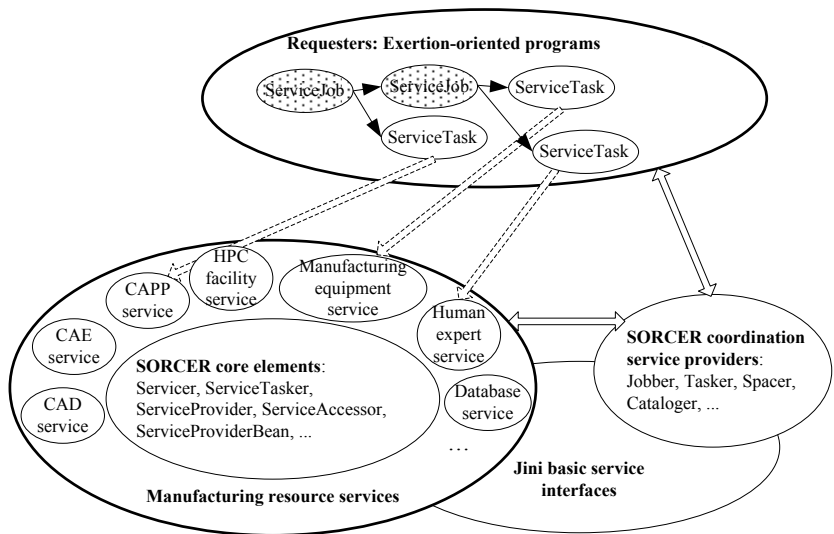 Requesters: Exertion-oriented programs
ServiceJob
ServiceJob
ServiceTask
ServiceTask
ServiceTask
HPC
facility
service
Manufacturing
equipment
service
CAPP
service
Human
expert
service
CAE
service
SORCER core elements:
Servicer, ServiceTasker,
ServiceProvider, ServiceAccessor,
ServiceProviderBean, ...
CAD
service
Database
service
...
Manufacturing resource services
SORCER coordination
service providers:
Jobber, Tasker, Spacer,
Cataloger, ...
Jini basic service
interfaces